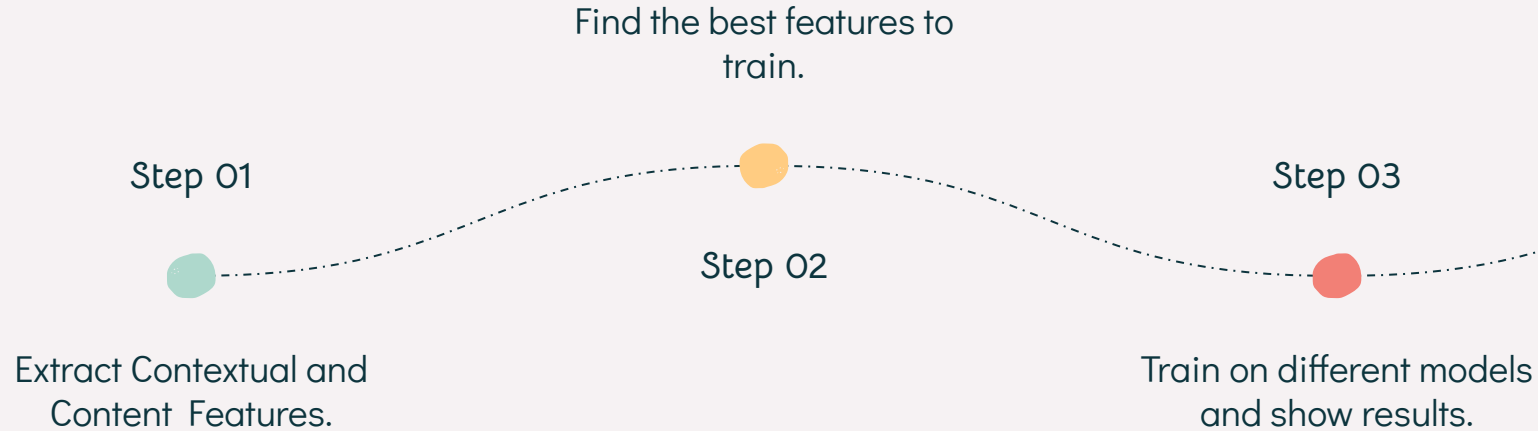 Find the best features to
train.
Step 01
Step 03
Step 02
Extract Contextual and
Content Features.
Train on different models
and show results.